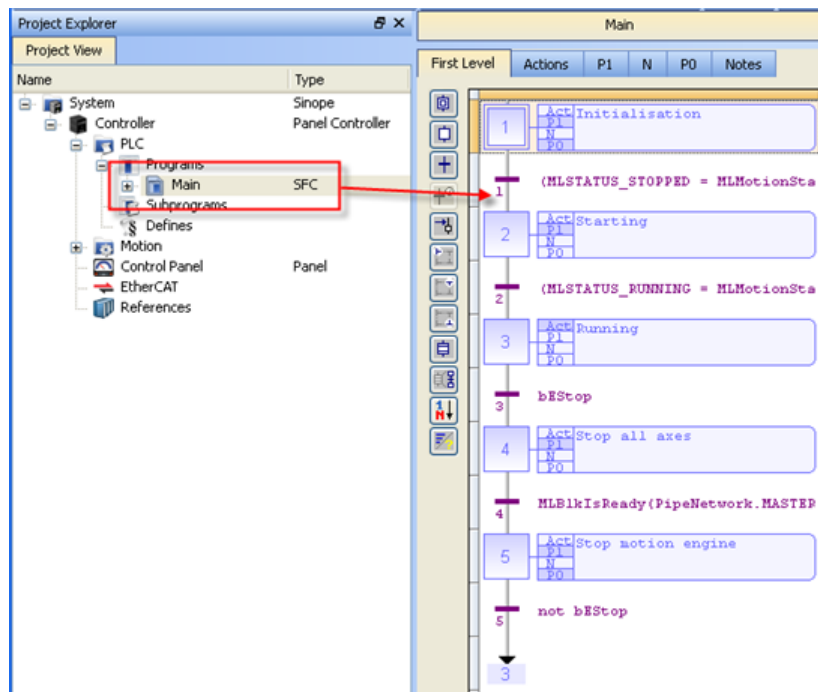 Project Explorer
Project View
Name Type
System Sinope
Controller Panel Controller
PLC
Programs
Main SFC
Subprograms
Defines
Motion
Control Panel Panel
EtherCAT
References
Main
First Level Actions P1 N P0 Notes
1 Act Initialisation
P1
N
P0
1 (MLSTATUS_STOPPED = MLMotionSta
2 Act Starting
P1
N
P0
2 (MLSTATUS_RUNNING = MLMotionSta
3 Act Running
P1
N
P0
3 bEStop
4 Act Stop all axes
P1
N
P0
4 MLBlkIsReady(PipeNetwork.MASTER
5 Act Stop motion engine
P1
N
P0
5 not bEStop
3